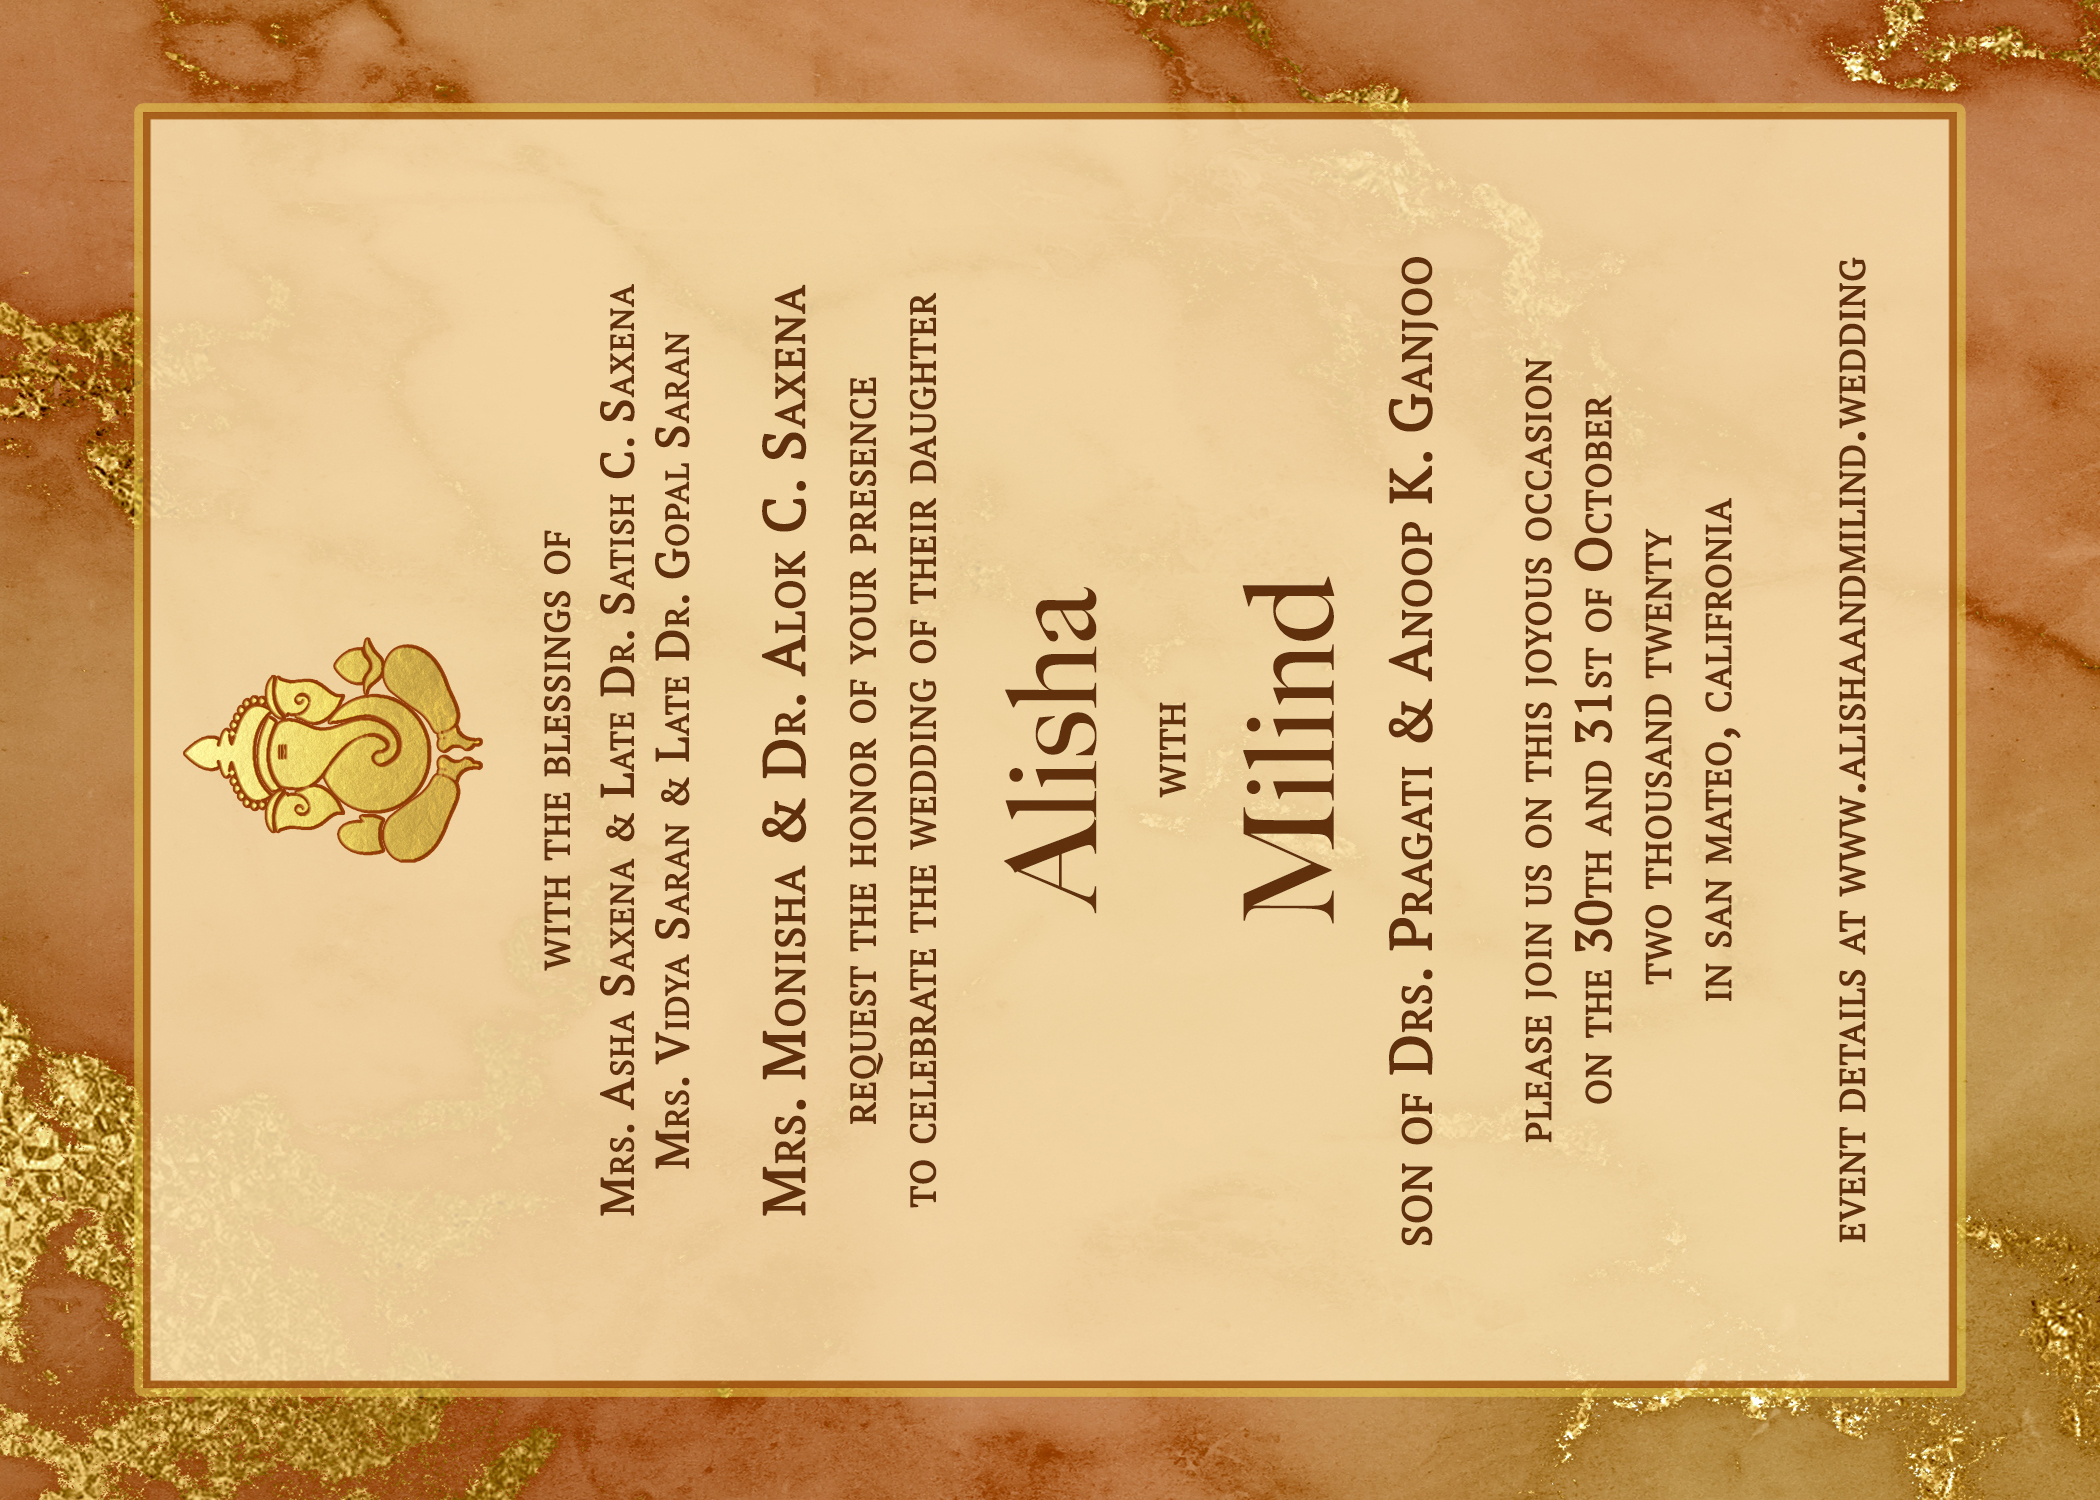 with the blessings of
Mrs. Asha Saxena & Late Dr. Satish C. Saxena
Mrs. Vidya Saran & Late Dr. Gopal Saran
Mrs. Monisha & Dr. Alok C. Saxena
request the honor of your presence
to celebrate the wedding of their daughter
Alisha
with
Milind
son of Drs. Pragati & Anoop K. Ganjoo
please join us on this joyous occasion
on the 30th and 31st of October
two thousand twenty
in san mateo, califronia
event details at www.alishaandmilind.wedding